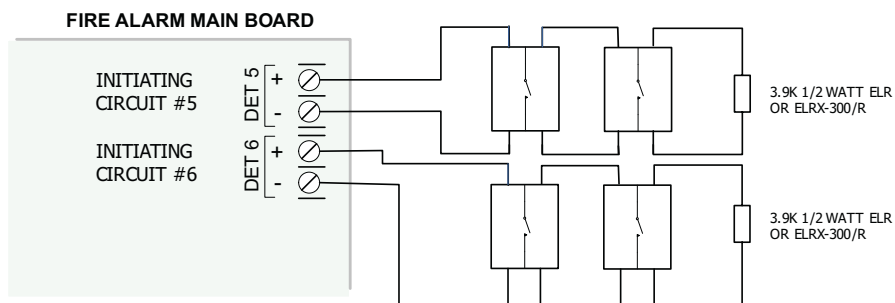 FIRE ALARM MAIN BOARD
INITIATING
CIRCUIT #5
DET 5
+
-
3.9K 1/2 WATT ELR
OR ELRX-300/R
INITIATING
CIRCUIT #6
DET 6
+
-
3.9K 1/2 WATT ELR
OR ELRX-300/R